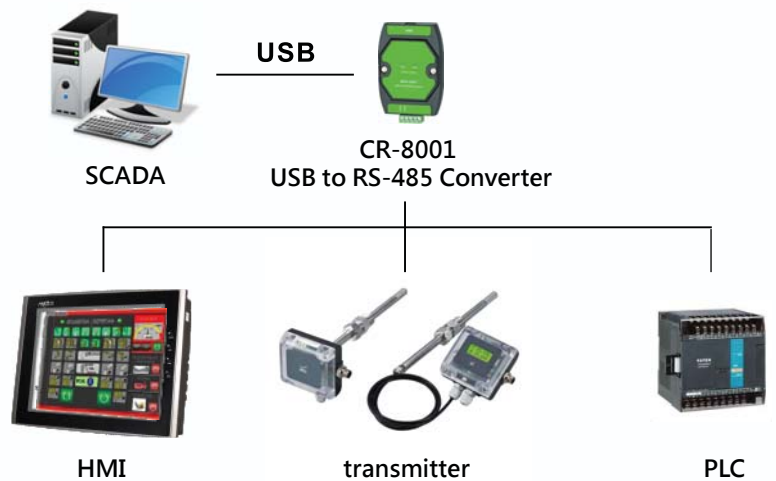 USB
SCADA
CR-8001
USB to RS-485 Converter
HMI
transmitter
PLC